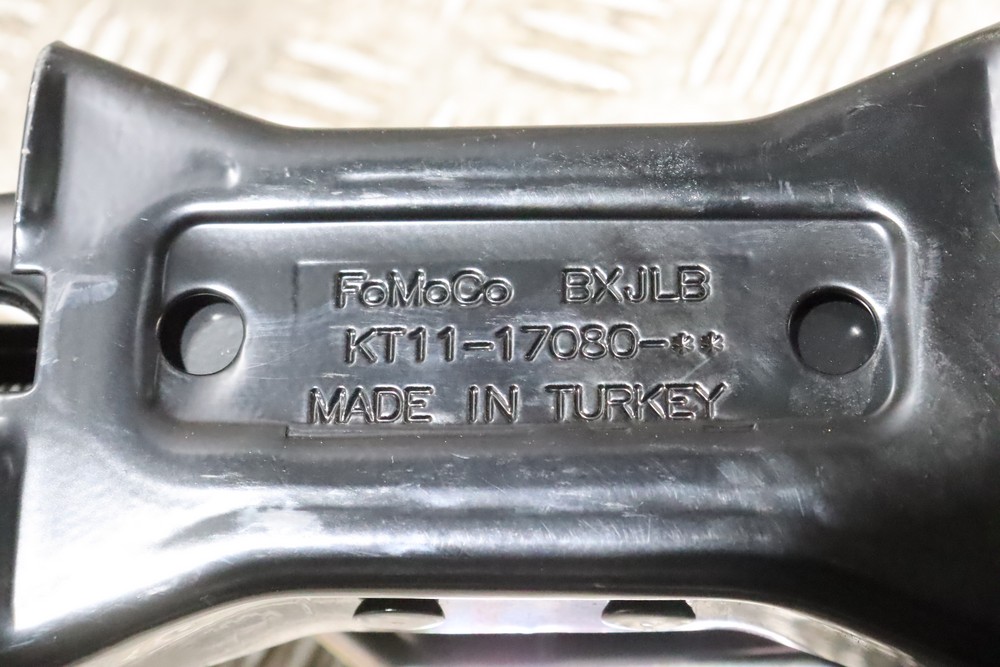 FoMoCo BXJLB
KT11-17080-**
MADE IN TURKEY